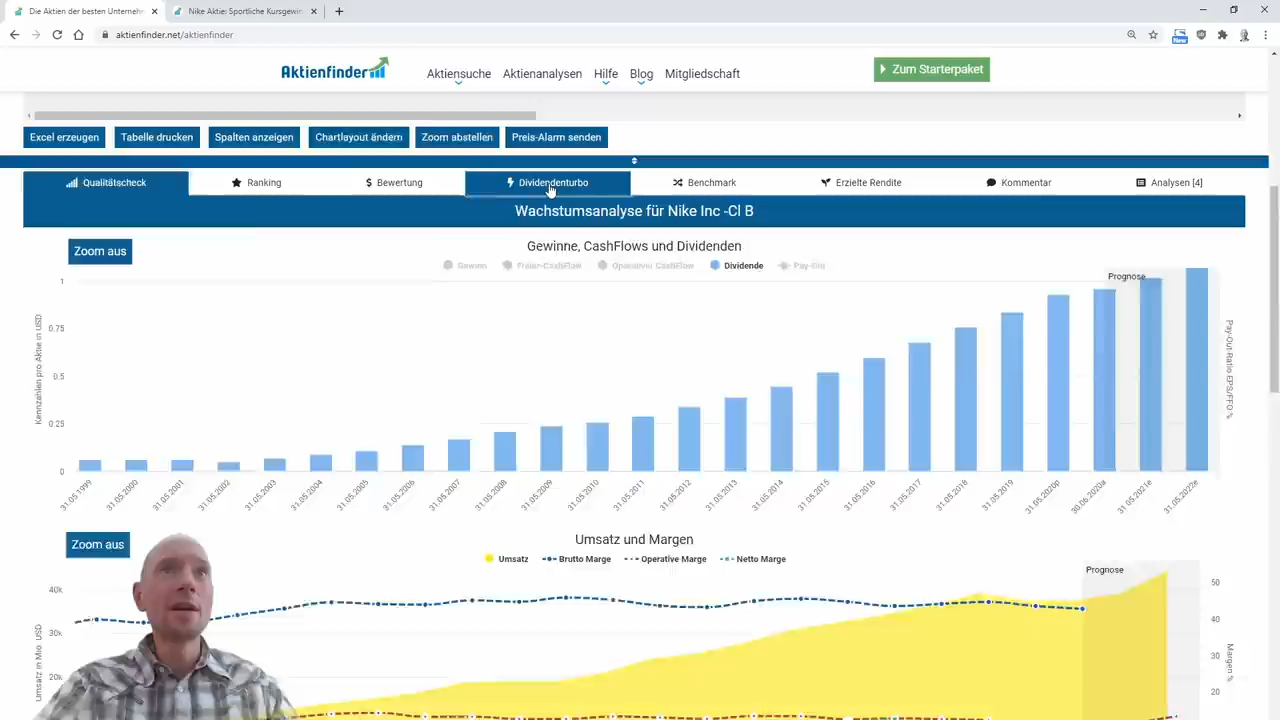 Die Aktien der besten Unternehm
Nike Aktie: Sportliche Kursgewin
aktienfinder.net/aktienfinder
New
Aktienfinder
Aktiensuche
Aktienanalysen
Hilfe
Blog
Mitgliedschaft
Zum Starterpaket
Excel erzeugen
Tabelle drucken
Spalten anzeigen
Chartlayout ändern
Zoom abstellen
Preis-Alarm senden
Qualitätscheck
Ranking
$ Bewertung
Dividendenturbo
Benchmark
Erzielte Rendite
Kommentar
Analysen [4]
Wachstumsanalyse für Nike Inc -Cl B
Zoom aus
Gewinne, CashFlows und Dividenden
Gewinn
Freier CashFlow
Operativer CashFlow
Dividende
Pay-Out
Prognose
1
0.75
0.5
0.25
0
Kennzahlen pro Aktie in USD
Pay-Out-Ratio EPS/FFO %
31.05.1999
31.05.2000
31.05.2001
31.05.2002
31.05.2003
31.05.2004
31.05.2005
31.05.2006
31.05.2007
31.05.2008
31.05.2009
31.05.2010
31.05.2011
31.05.2012
31.05.2013
31.05.2014
31.05.2015
31.05.2016
31.05.2017
31.05.2018
31.05.2019
31.05.2020p
30.06.2020a
31.05.2021e
31.05.2022e
Zoom aus
Umsatz und Margen
Umsatz
Brutto Marge
Operative Marge
Netto Marge
Prognose
40k
30k
20k
Umsatz in Mio. USD
50
40
30
20
Margen %